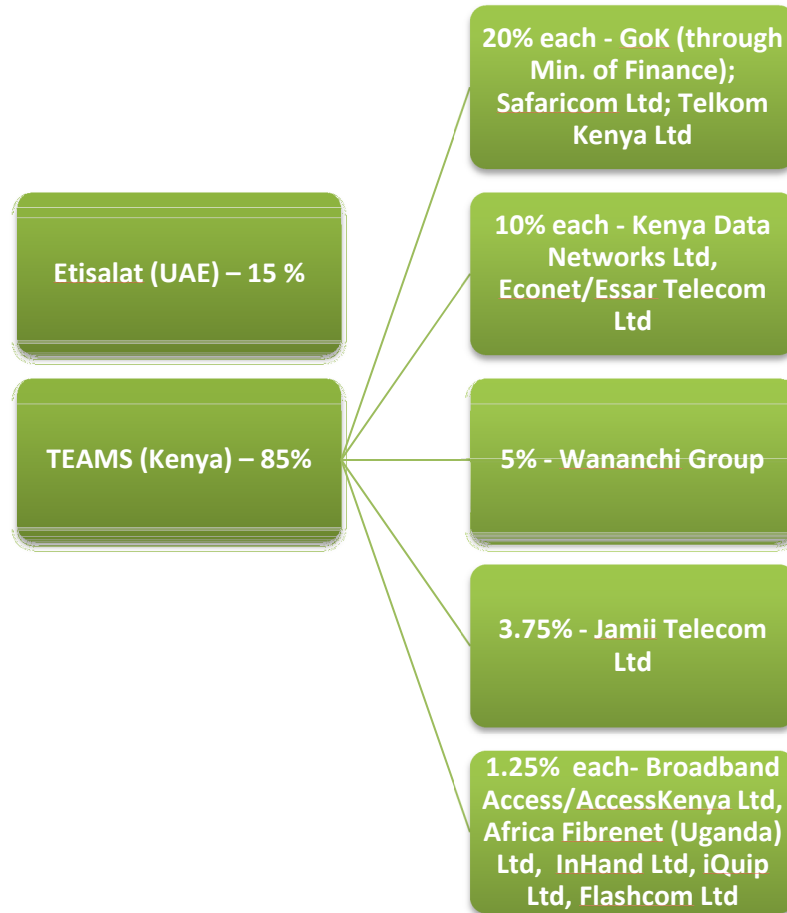 Etisalat (UAE) – 15 %
TEAMS (Kenya) – 85%
20% each - GoK (through
Min. of Finance);
Safaricom Ltd; Telkom
Kenya Ltd
10% each - Kenya Data
Networks Ltd,
Econet/Essar Telecom
Ltd
5% - Wananchi Group
3.75% - Jamii Telecom
Ltd
1.25%  each- Broadband
Access/AccessKenya Ltd,
Africa Fibrenet (Uganda)
Ltd,  InHand Ltd, iQuip
Ltd, Flashcom Ltd